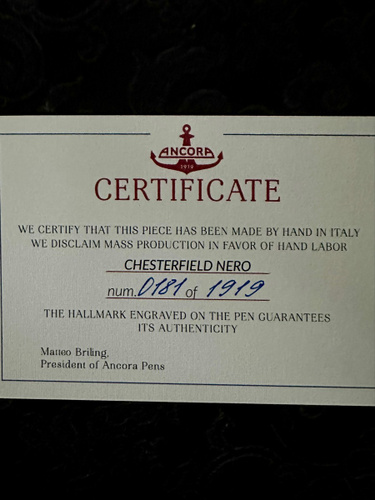 ANCORA
1919
CERTIFICATE
WE CERTIFY THAT THIS PIECE HAS BEEN MADE BY HAND IN ITALY
WE DISCLAIM MASS PRODUCTION IN FAVOR OF HAND LABOR
CHESTERFIELD NERO
num. 0181 of 1919
THE HALLMARK ENGRAVED ON THE PEN GUARANTEES
ITS AUTHENTICITY
Matteo Briling,
President of Ancora Pens